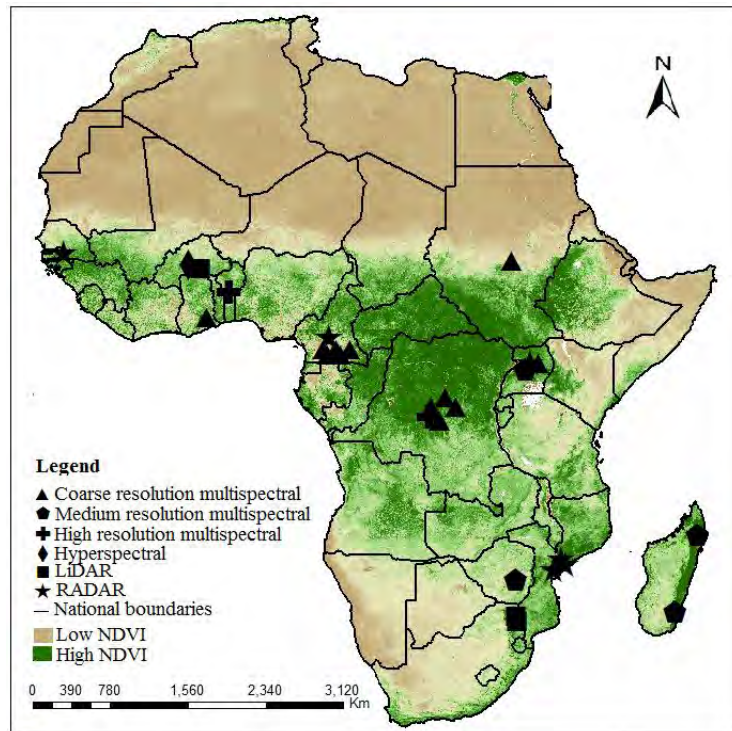 N
Legend
Coarse resolution multispectral
Medium resolution multispectral
High resolution multispectral
Hyperspectral
LiDAR
RADAR
National boundaries
Low NDVI
High NDVI
0 390 780 1,560 2,340 3,120
Km